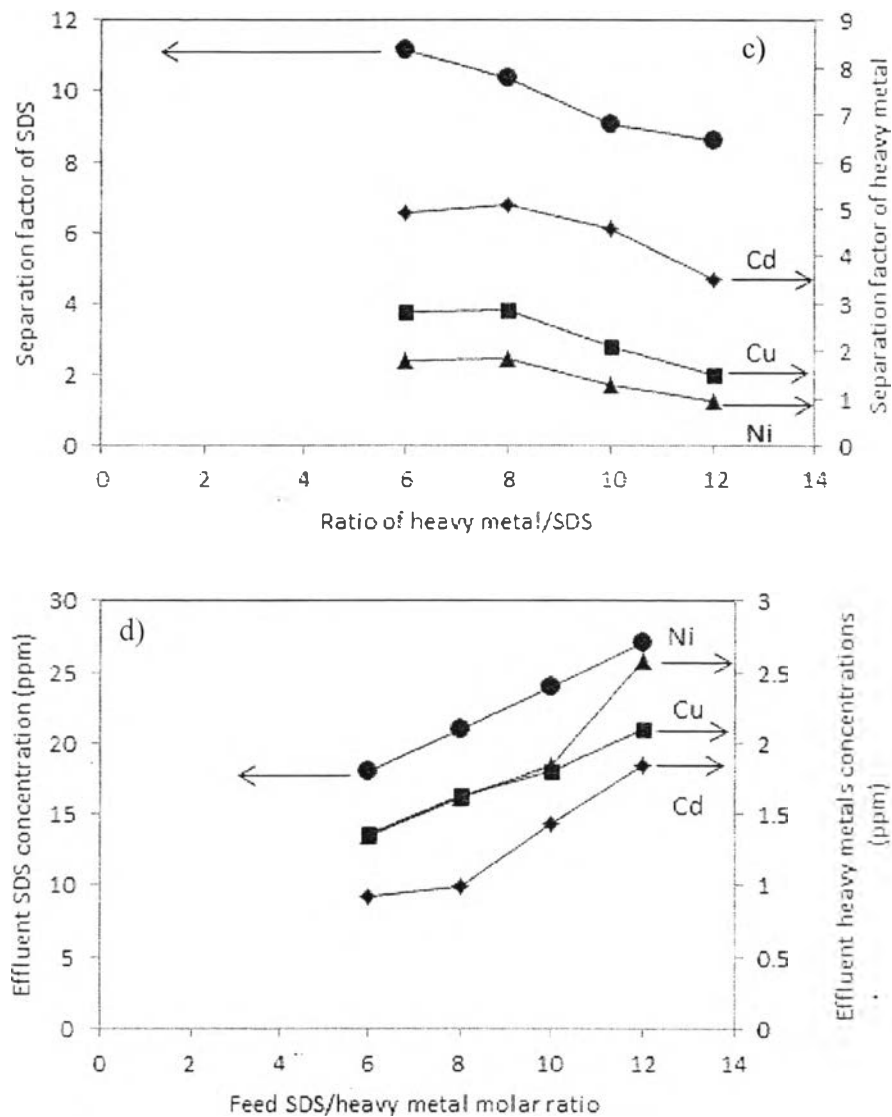 c)
Separation factor of SDS
12
10
8
6
4
2
0
9
8
7
6
5
4
3
2
1
0
Separation factor of heavy metal
Cd
Cu
Ni
0 2 4 6 8 10 12 14
Ratio of heavy metal/SDS
d)
Effluent SDS concentration (ppm)
30
25
20
15
10
5
0
3
2.5
2
1.5
1
0.5
0
Effluent heavy metals concentrations
(ppm)
Ni
Cu
Cd
0 2 4 6 8 10 12 14
Feed SDS/heavy metal molar ratio